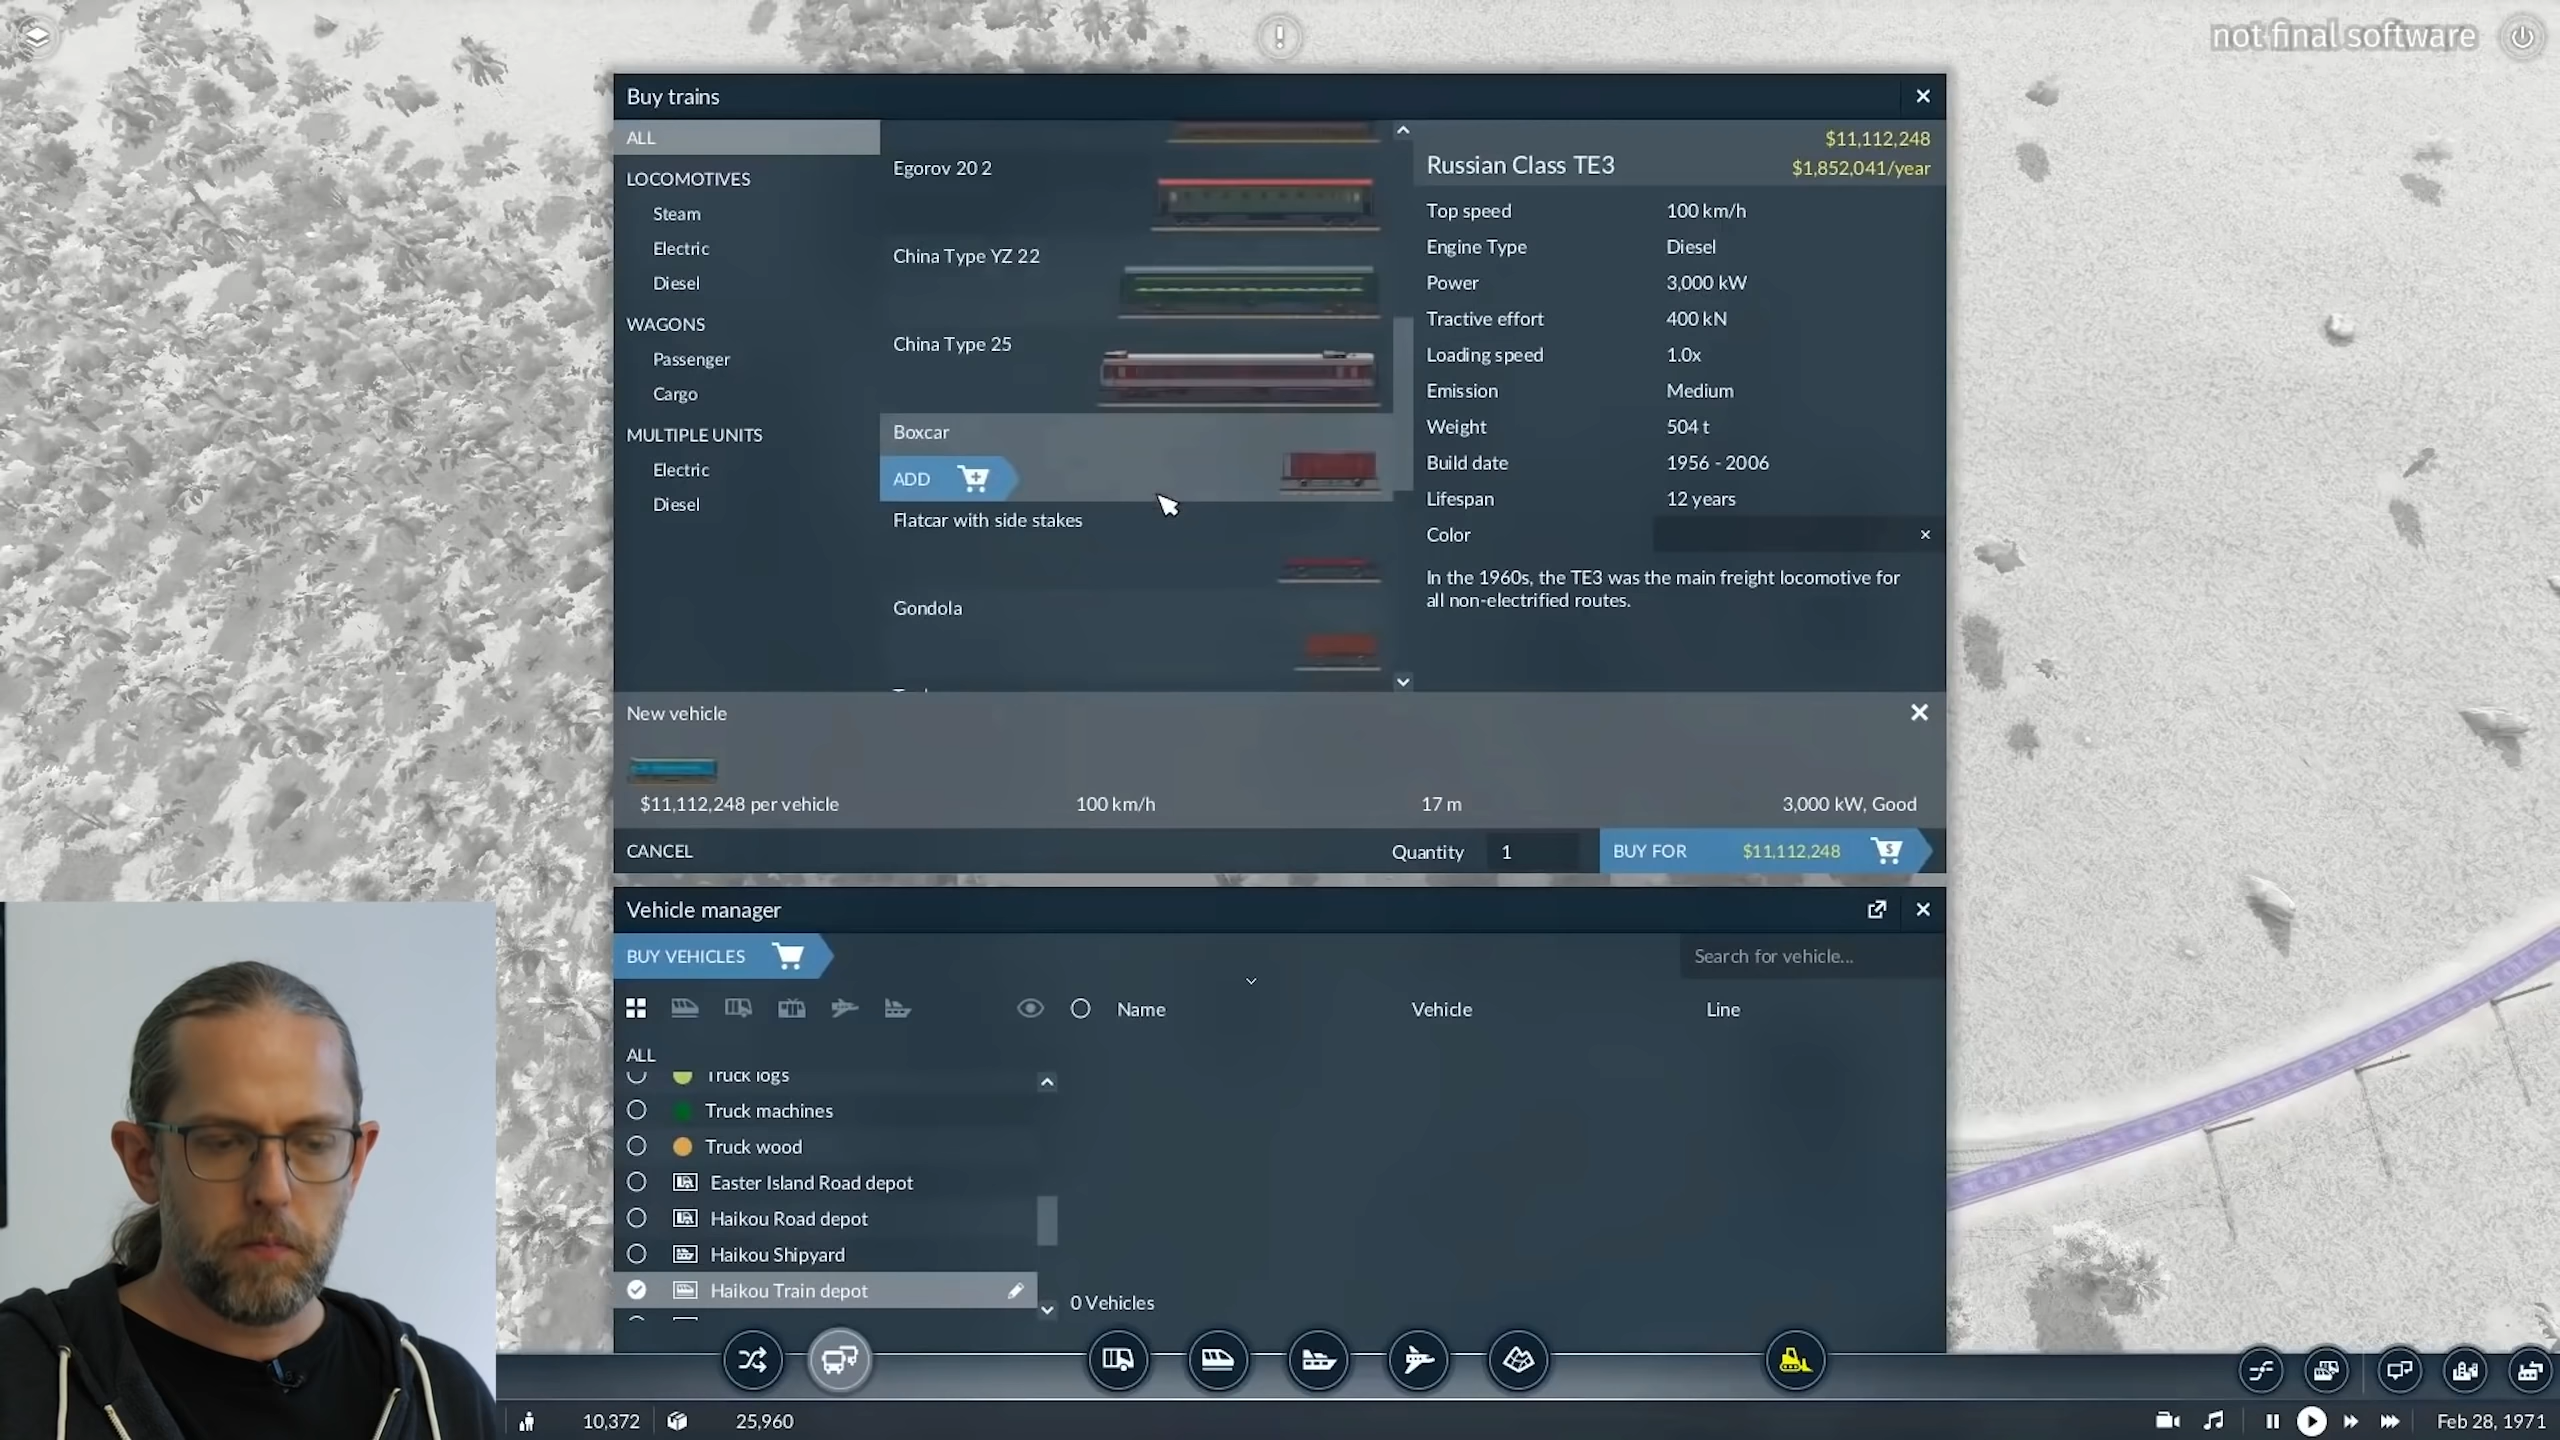 not final software
Buy trains
ALL
LOCOMOTIVES
Steam
Electric
Diesel
WAGONS
Passenger
Cargo
MULTIPLE UNITS
Electric
Diesel
Egorov 20 2
China Type YZ 22
China Type 25
Boxcar
ADD
Flatcar with side stakes
Gondola
$11,112,248
Russian Class TE3 $1,852,041/year
Top speed 100 km/h
Engine Type Diesel
Power 3,000 kW
Tractive effort 400 kN
Loading speed 1.0x
Emission Medium
Weight 504 t
Build date 1956 - 2006
Lifespan 12 years
Color
In the 1960s, the TE3 was the main freight locomotive for
all non-electrified routes.
New vehicle
$11,112,248 per vehicle 100 km/h 17 m 3,000 kW, Good
CANCEL Quantity 1 BUY FOR $11,112,248
Vehicle manager
BUY VEHICLES Search for vehicle...
Name Vehicle Line
ALL
Truck logs
Truck machines
Truck wood
Easter Island Road depot
Haikou Road depot
Haikou Shipyard
Haikou Train depot
0 Vehicles
10,372 25,960 Feb 28, 1971